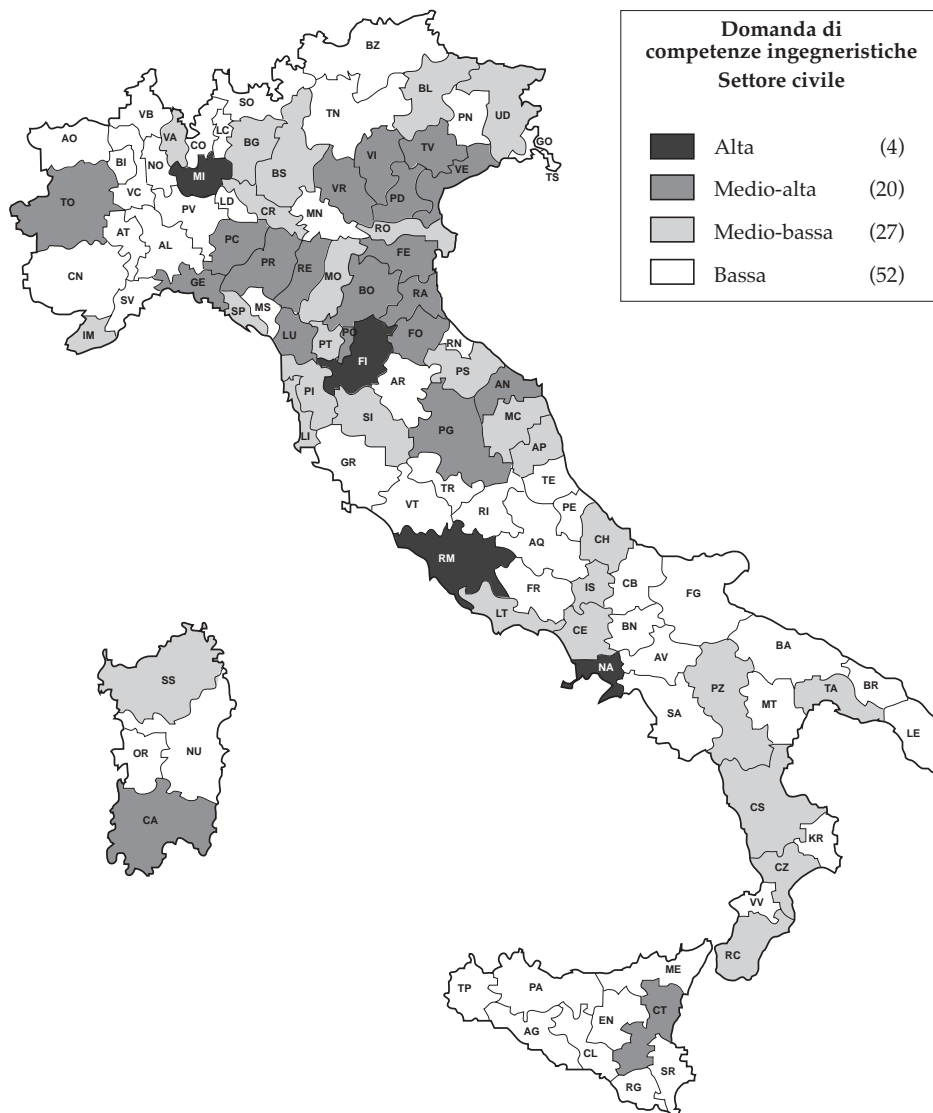 Domanda di
competenze ingegneristiche
Settore civile
Alta (4)
Medio-alta (20)
Medio-bassa (27)
Bassa (52)
BZ
SO
BL
VB
TN
PN
UD
AO
VA
CO
LC
BG
GO
TS
BI
NO
MI
BS
VI
TV
VE
VR
TO
VC
LD
PV
PD
CR
MN
RO
AT
AL
PC
PR
RE
MO
FE
CN
GE
BO
RA
SV
SP
MS
IM
LU
PT
PO
FO
FI
RN
PS
AR
AN
PI
MC
SI
LI
PG
AP
GR
TR
TE
VT
RI
PE
AQ
CH
RM
FR
IS
CB
FG
LT
CE
BN
BA
NA
AV
SS
PZ
TA
BR
SA
MT
LE
OR
NU
CA
CS
KR
CZ
VV
RC
ME
TP
PA
EN
CT
AG
CL
SR
RG